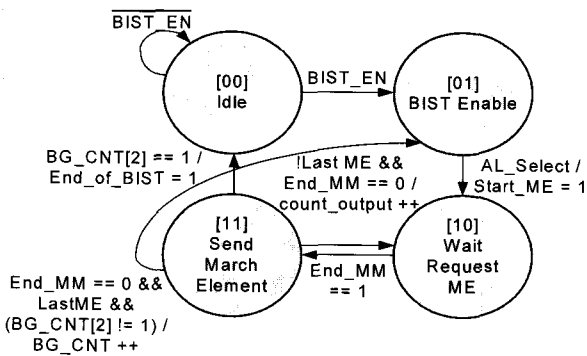 BIST_EN
[00]
Idle
BIST_EN
[01]
BIST Enable
BG_CNT[2] == 1 /
End_of_BIST = 1
!Last ME &&
End_MM == 0 /
count_output ++
AL_Select /
Start_ME = 1
[11]
Send
March
Element
End_MM
== 1
[10]
Wait
Request
ME
End_MM == 0 &&
LastME &&
(BG_CNT[2] != 1) /
BG_CNT ++